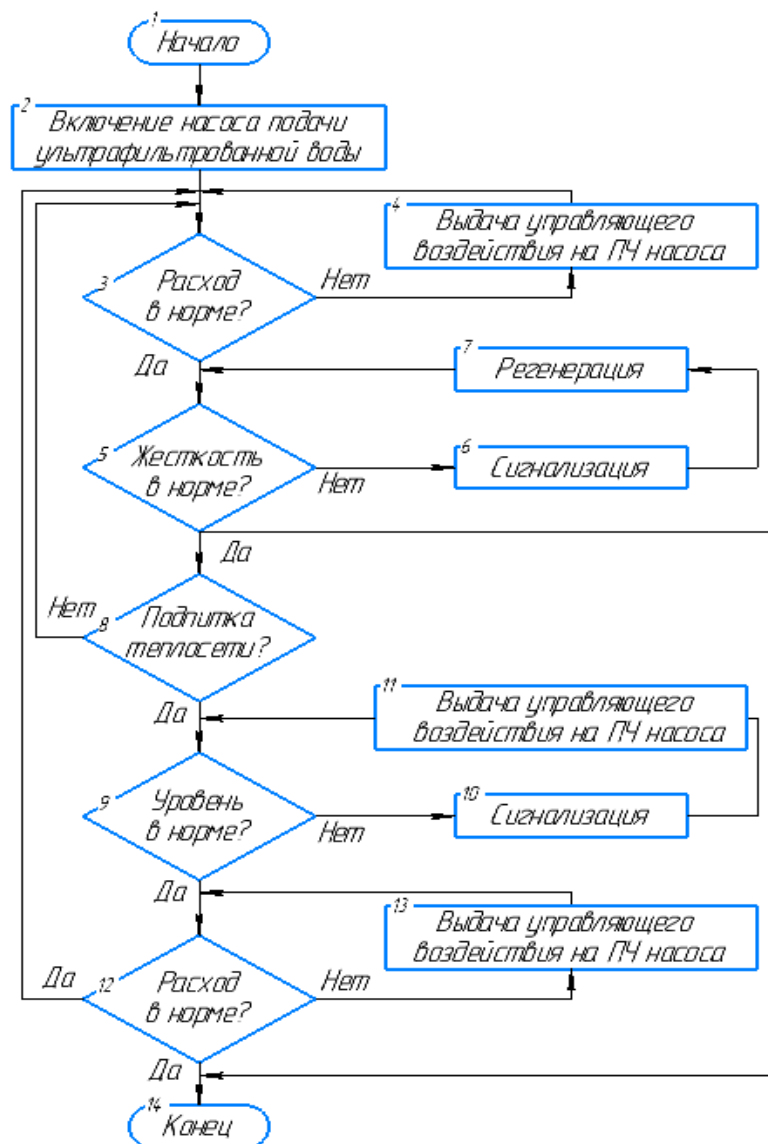 1
Начало
2
Включение насоса подачи
ультрафильтрованной воды
4
Выдача управляющего
воздействия на ПЧ насоса
3
Расход
в норме?
Нет
Да
7
Регенерация
5
Жесткость
в норме?
Нет
6
Сигнализация
Да
Нет
8
Подпитка
теплосети?
Да
11
Выдача управляющего
воздействия на ПЧ насоса
9
Уровень
в норме?
Нет
10
Сигнализация
Да
13
Выдача управляющего
воздействия на ПЧ насоса
Да
12
Расход
в норме?
Нет
Да
14
Конец